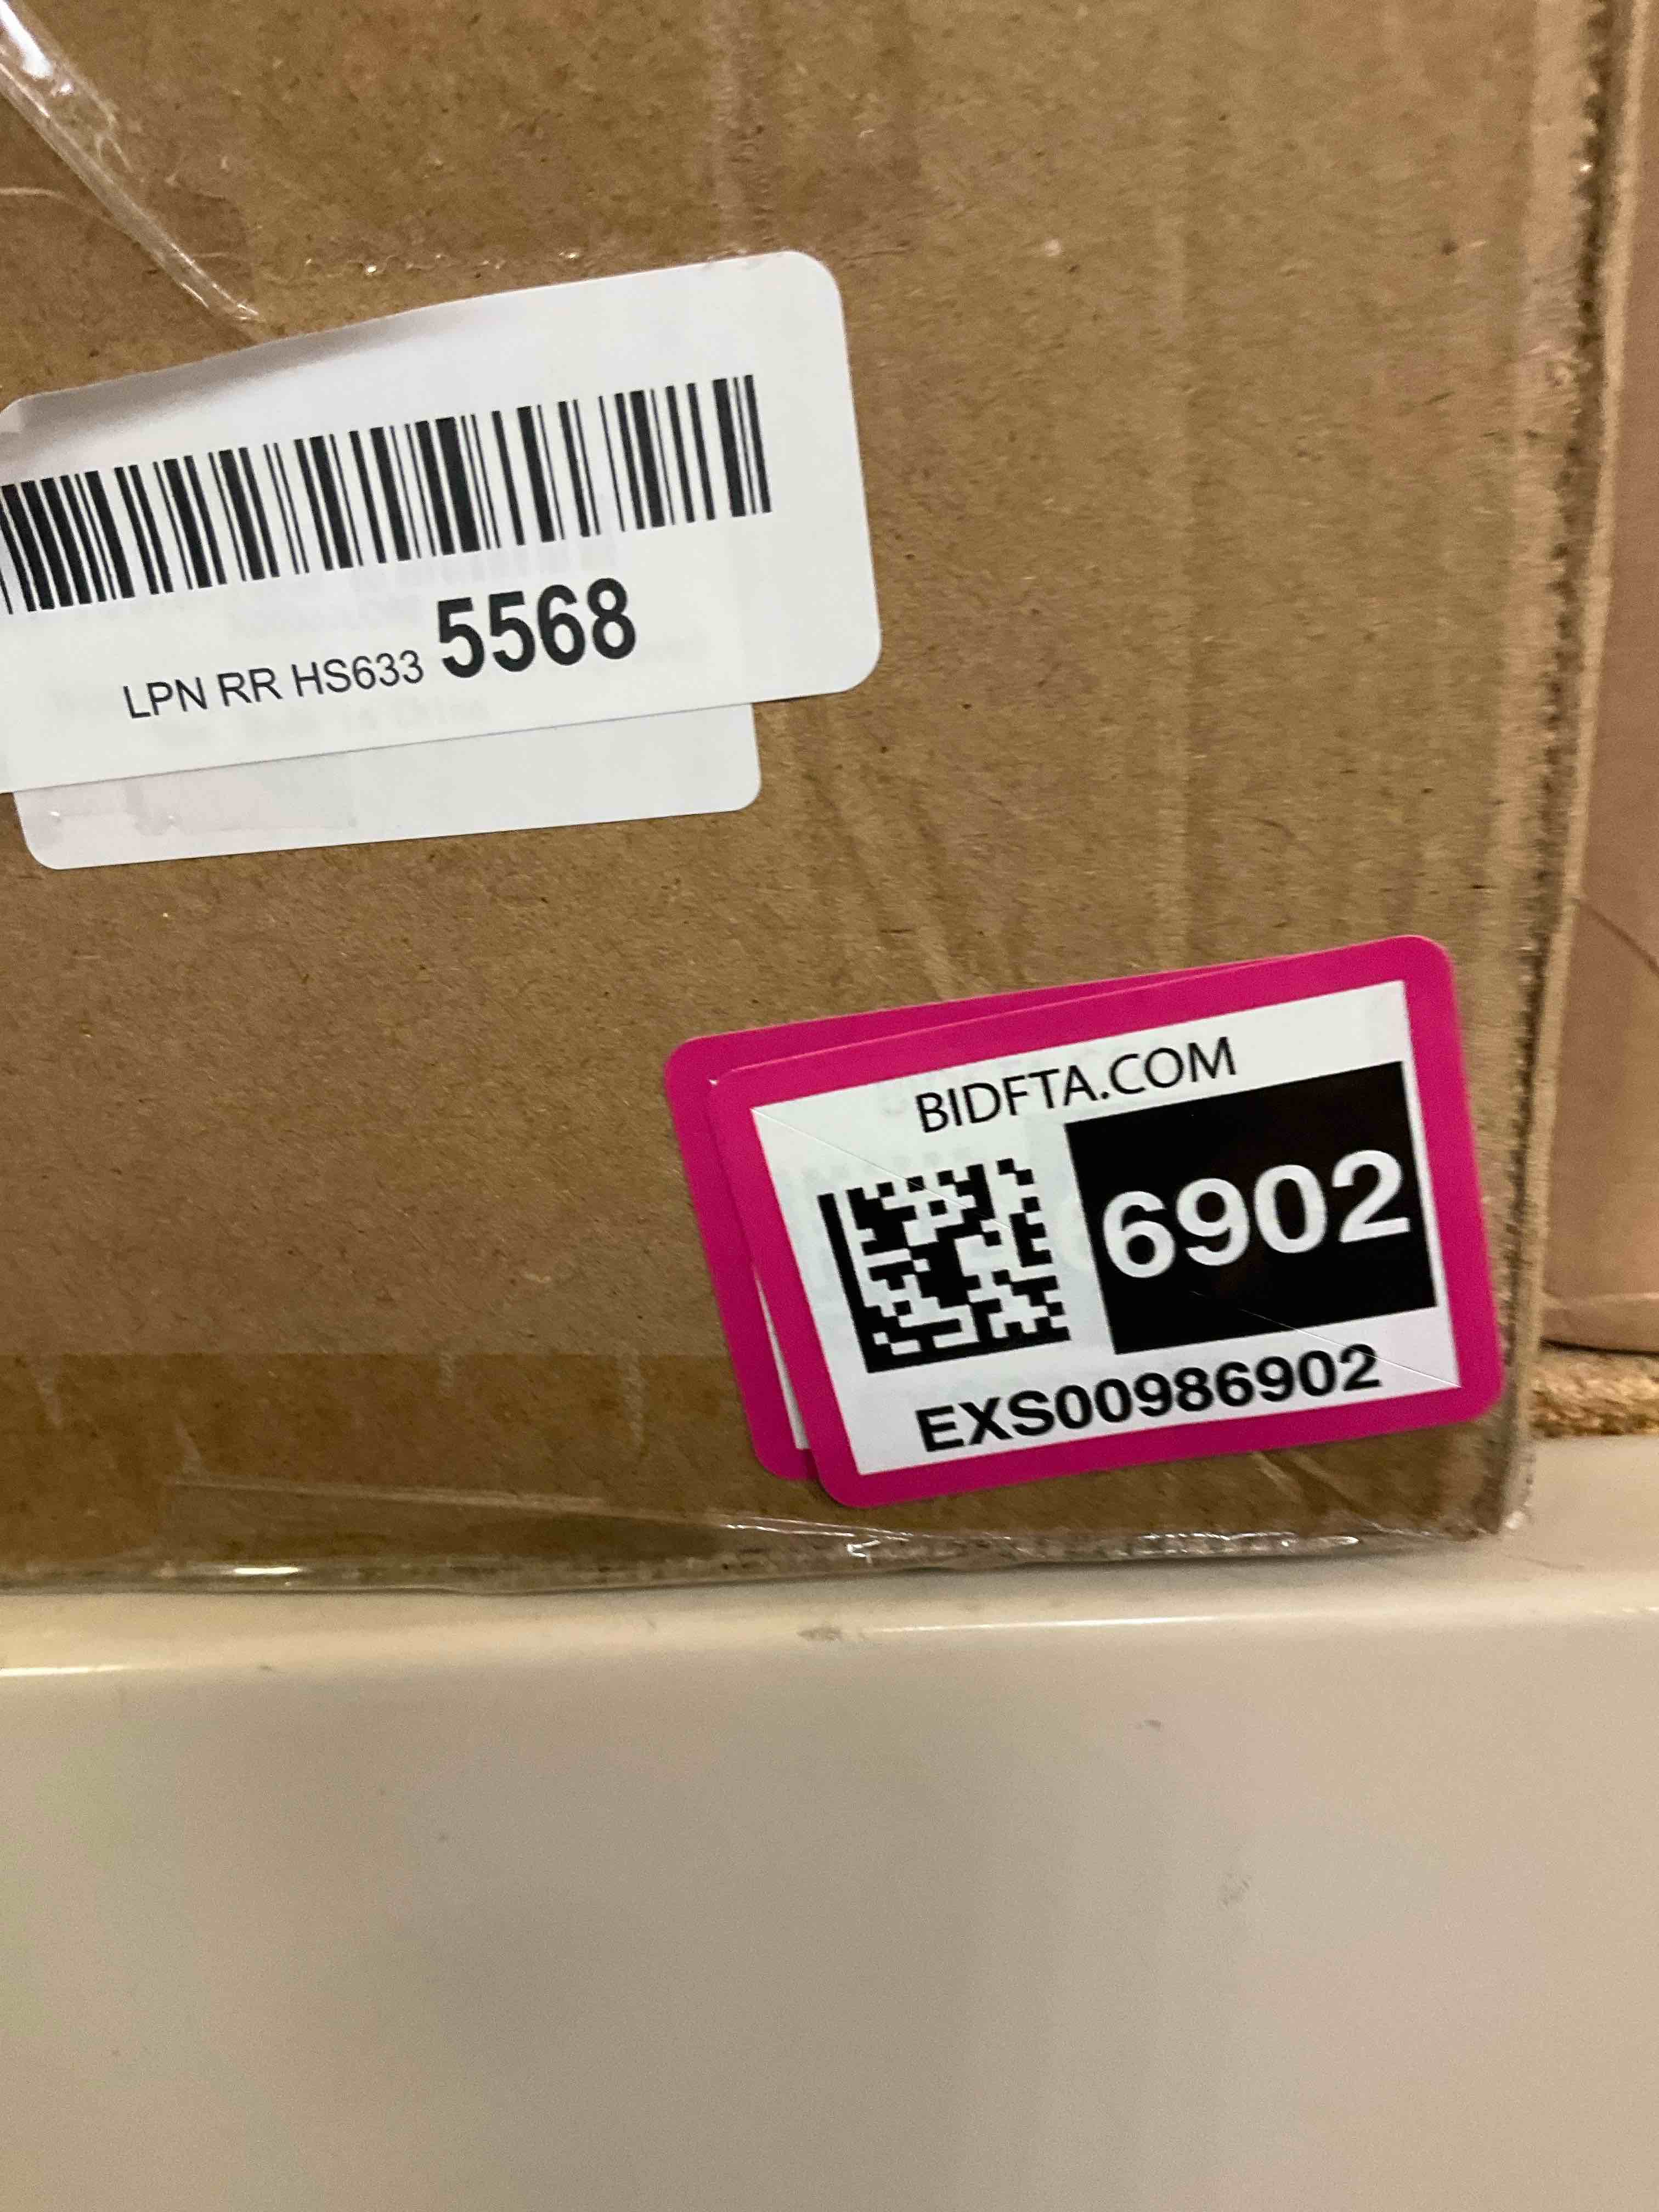 LPN RR HS633 5568
BIDFTA.COM
6902
EXS00986902